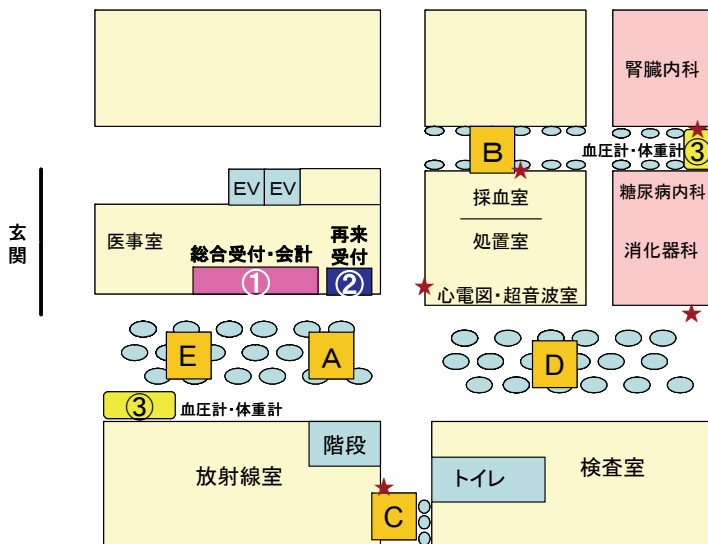 腎臓内科
B
血圧計・体重計
③
EV
EV
採血室
糖尿病内科
処置室
玄関
医事室
総合受付・会計
再来
受付
消化器科
①
②
心電図・超音波室
E
A
D
③
血圧計・体重計
階段
放射線室
トイレ
検査室
C